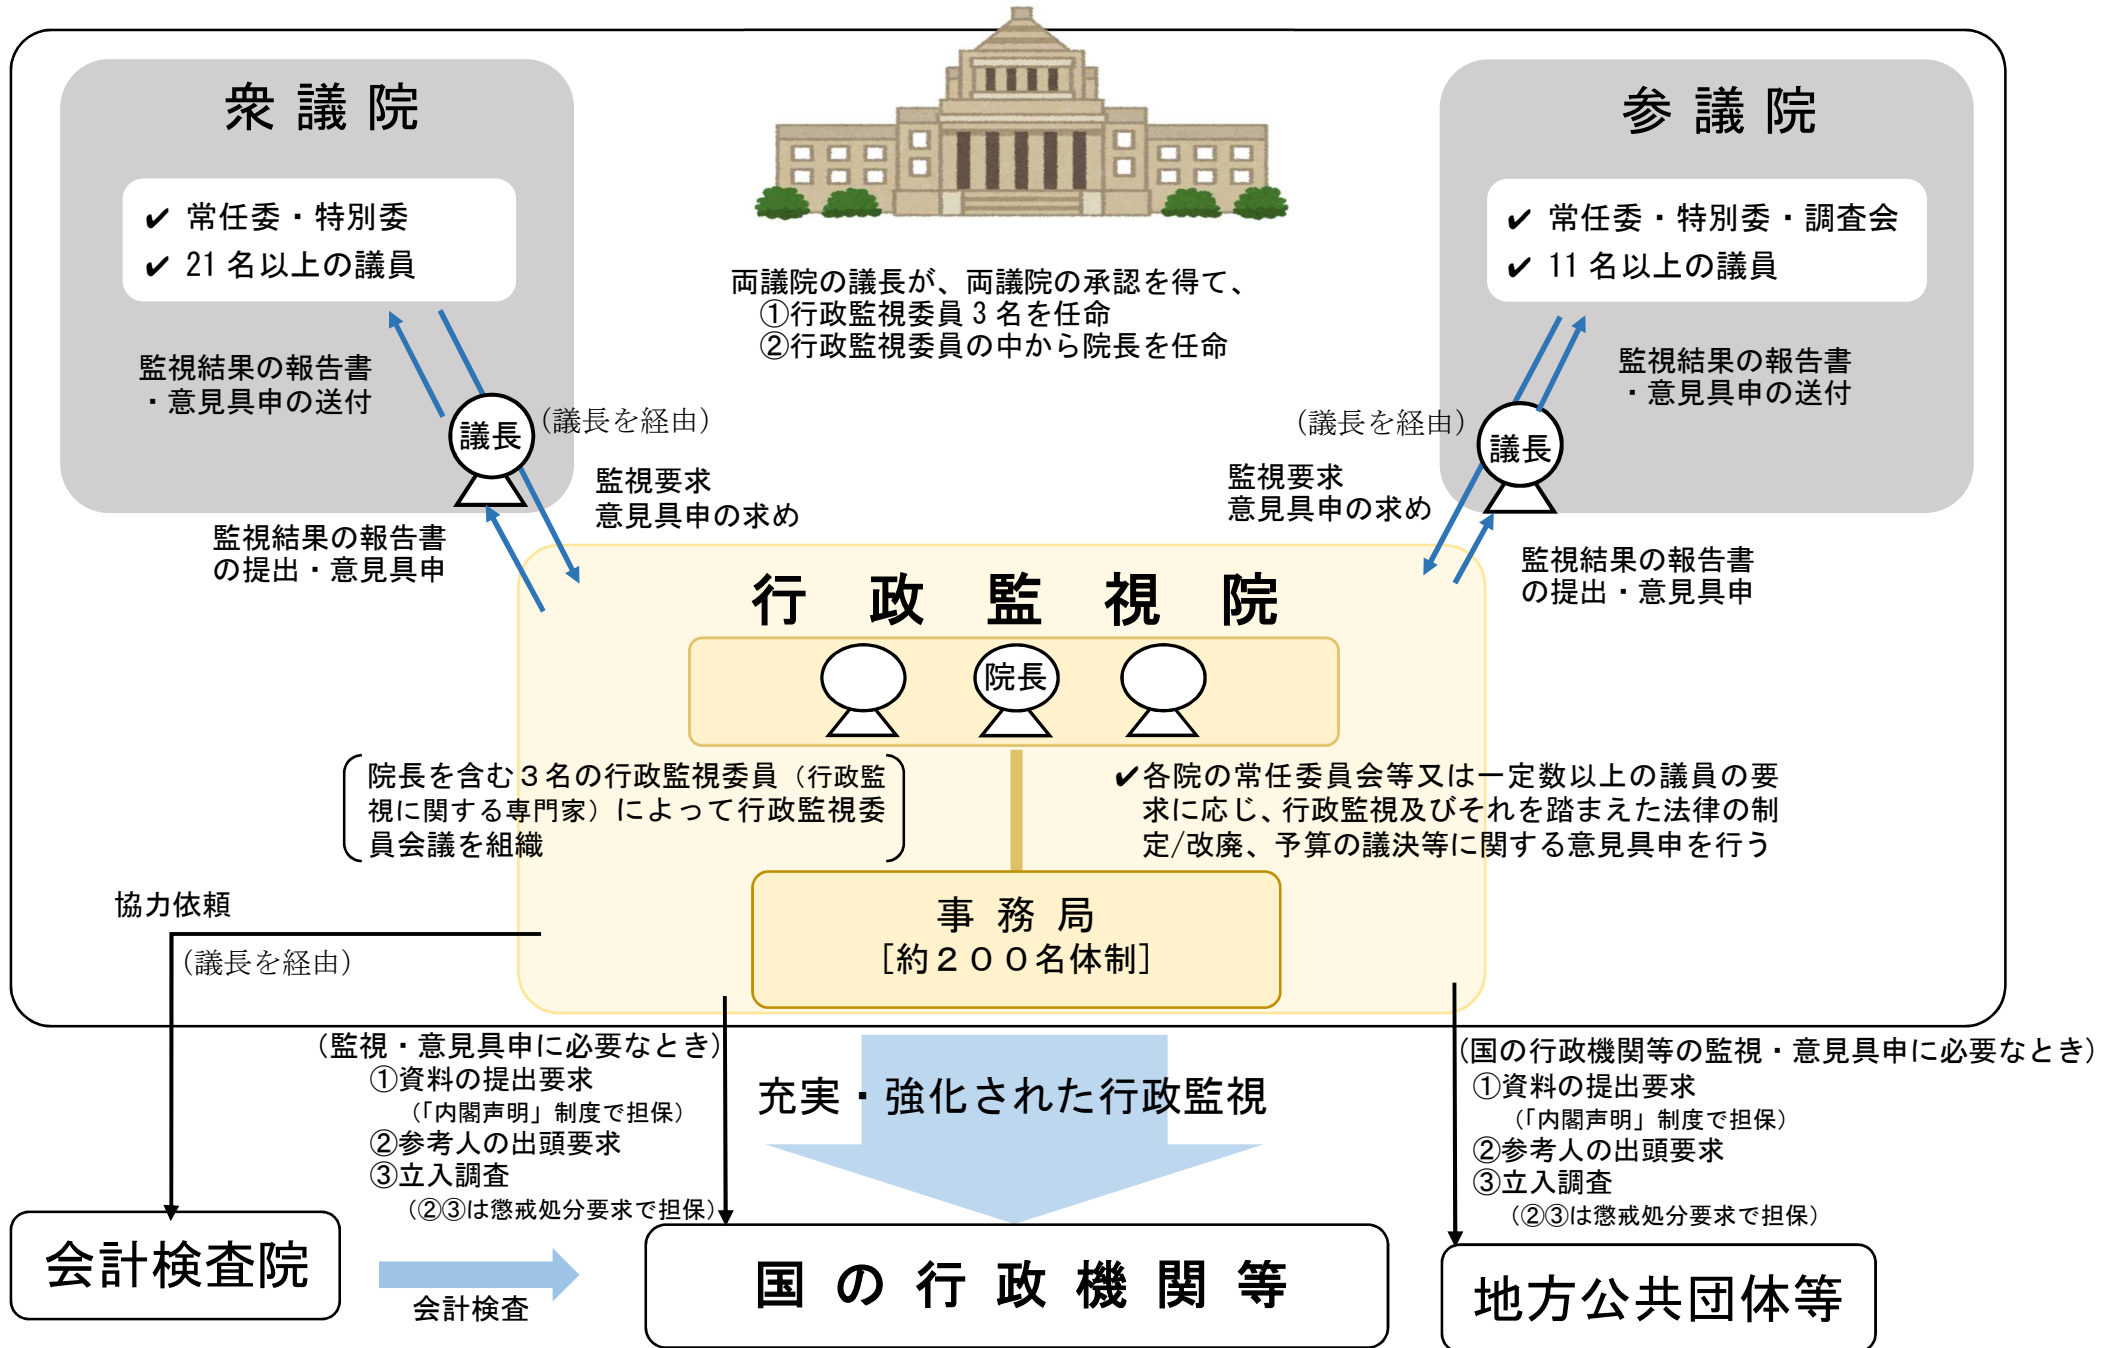 衆議院
✔ 常任委・特別委
✔ 21名以上の議員
参議院
✔ 常任委・特別委・調査会
✔ 11名以上の議員
両議院の議長が、両議院の承認を得て、
①行政監視委員3名を任命
②行政監視委員の中から院長を任命
監視結果の報告書
・意見具申の送付
議長
（議長を経由）
監視要求
意見具申の求め
監視結果の報告書
の提出・意見具申
監視結果の報告書
・意見具申の送付
（議長を経由）
議長
監視要求
意見具申の求め
監視結果の報告書
の提出・意見具申
行政監視院
院長
院長を含む３名の行政監視委員（行政監
視に関する専門家）によって行政監視委
員会議を組織
✔各院の常任委員会等又は一定数以上の議員の要
求に応じ、行政監視及びそれを踏まえた法律の制
定/改廃、予算の議決等に関する意見具申を行う
事務局
［約２００名体制］
協力依頼
（議長を経由）
（監視・意見具申に必要なとき）
①資料の提出要求
（「内閣声明」制度で担保）
②参考人の出頭要求
③立入調査
（②③は懲戒処分要求で担保）
充実・強化された行政監視
（国の行政機関等の監視・意見具申に必要なとき）
①資料の提出要求
（「内閣声明」制度で担保）
②参考人の出頭要求
③立入調査
（②③は懲戒処分要求で担保）
会計検査院
会計検査
国の行政機関等
地方公共団体等